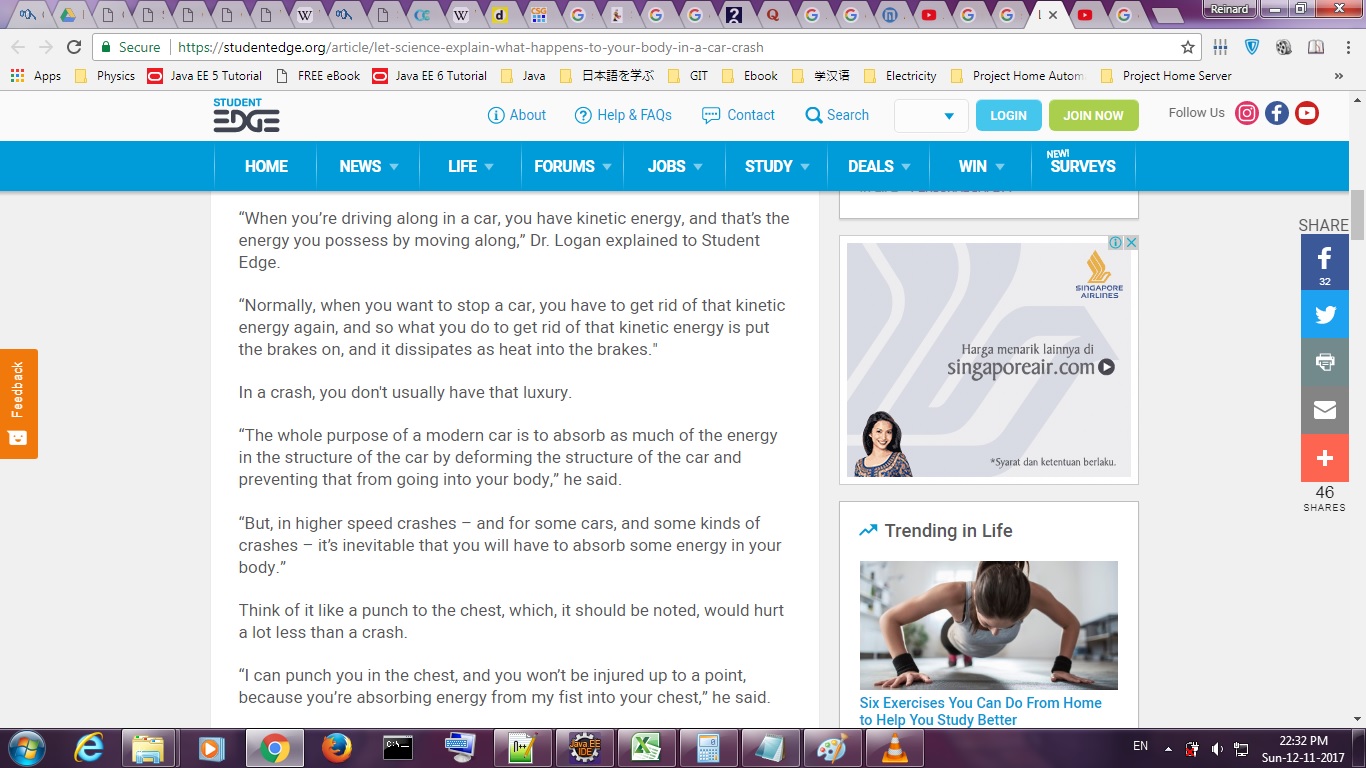 Reinard
Secure
https://studentedge.org/article/let-science-explain-what-happens-to-your-body-in-a-car-crash
Apps Physics Java EE 5 Tutorial FREE eBook Java EE 6 Tutorial Java 日本語を学ぶ GIT Ebook 学汉语 Electricity Project Home Autom Project Home Server »
STUDENT
EDGE
About Help & FAQs Contact Search LOGIN JOIN NOW Follow Us
HOME NEWS LIFE FORUMS JOBS STUDY DEALS WIN NEW! SURVEYS
“When you’re driving along in a car, you have kinetic energy, and that’s the
energy you possess by moving along,” Dr. Logan explained to Student
Edge.
“Normally, when you want to stop a car, you have to get rid of that kinetic
energy again, and so what you do to get rid of that kinetic energy is put
the brakes on, and it dissipates as heat into the brakes."
In a crash, you don't usually have that luxury.
“The whole purpose of a modern car is to absorb as much of the energy
in the structure of the car by deforming the structure of the car and
preventing that from going into your body,” he said.
“But, in higher speed crashes – and for some cars, and some kinds of
crashes – it’s inevitable that you will have to absorb some energy in your
body.”
Think of it like a punch to the chest, which, it should be noted, would hurt
a lot less than a crash.
“I can punch you in the chest, and you won’t be injured up to a point,
because you’re absorbing energy from my fist into your chest,” he said.
SINGAPORE
AIRLINES
Harga menarik lainnya di
singaporeair.com
*Syarat dan ketentuan berlaku.
Trending in Life
Six Exercises You Can Do From Home
to Help You Study Better
SHARE
32
46
SHARES
Feedback
Java EE
IDE
EN
22:32 PM
Sun-12-11-2017